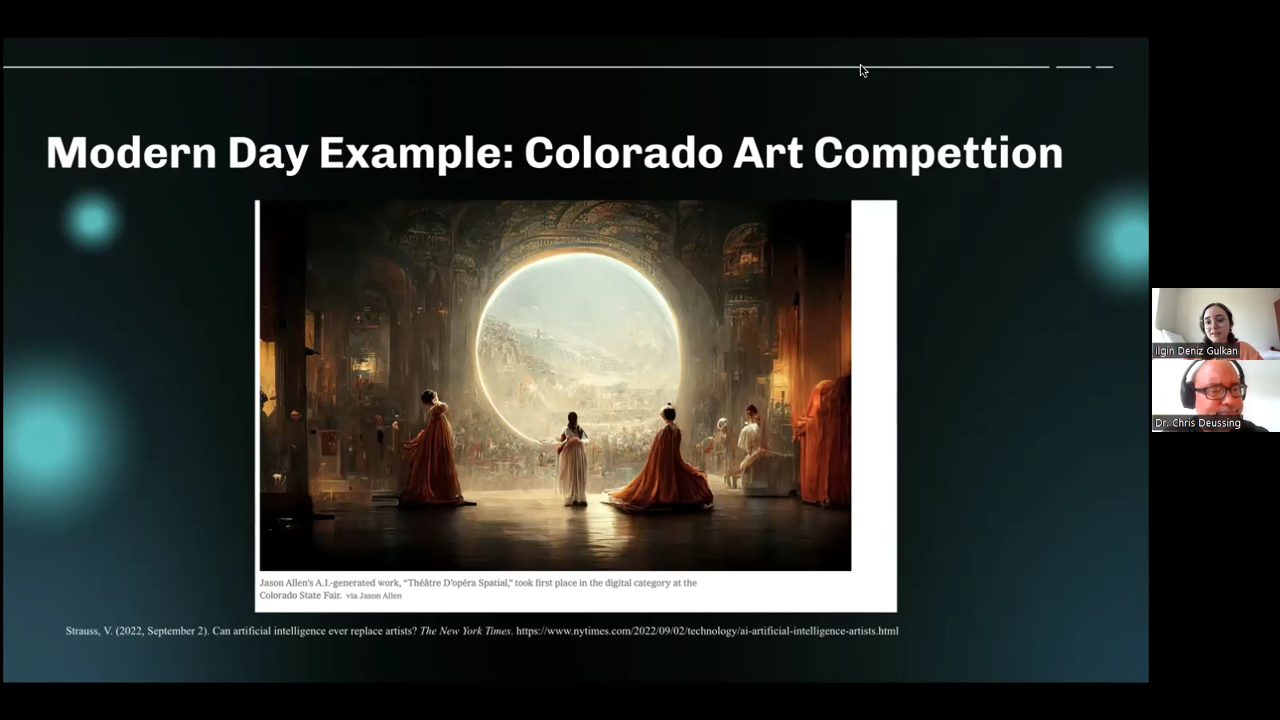 Modern Day Example: Colorado Art Compettion
Jason Allen's A.I.-generated work, "Théâtre D'opéra Spatial," took first place in the digital category at the
Colorado State Fair. via Jason Allen
Strauss, V. (2022, September 2). Can artificial intelligence ever replace artists? The New York Times. https://www.nytimes.com/2022/09/02/technology/ai-artificial-intelligence-artists.html
Ilgin Deniz Gulkan
Dr. Chris Deussing